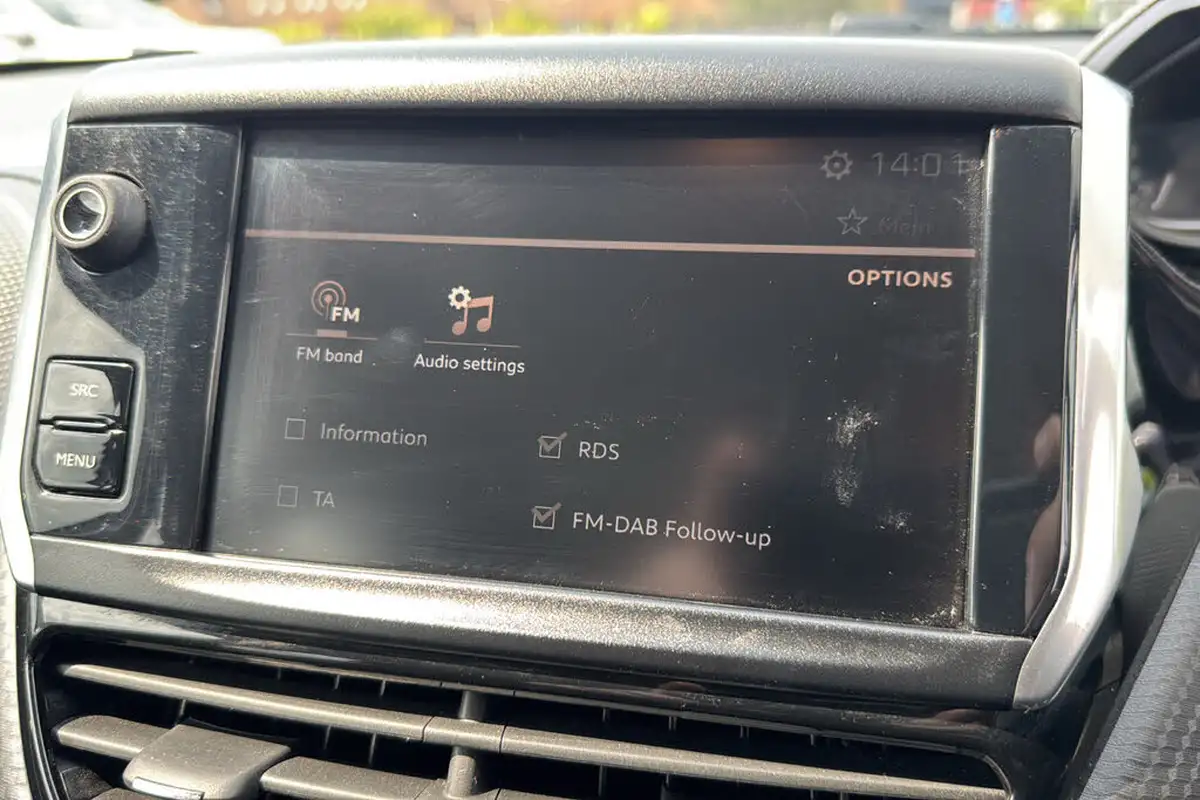 14:01
OPTIONS
FM
FM band
Audio settings
SRC
MENU
Information
RDS
TA
FM-DAB Follow-up